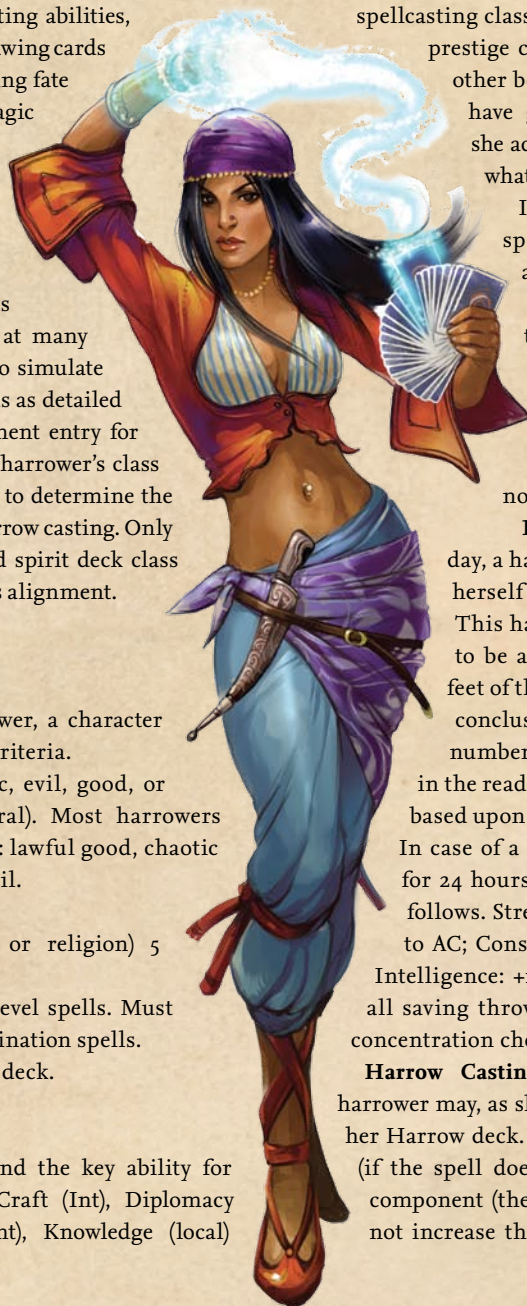 ting abilities,
wing cards
ng fate
agic
s
at many
o simulate
s as detailed
ment entry for
harrower's class
to determine the
rrow casting. Only
d spirit deck class
s alignment.
wer, a character
riteria.
c, evil, good, or
ral). Most harrowers
: lawful good, chaotic
il.
or religion) 5
evel spells. Must
ination spells.
deck.
nd the key ability for
Craft (Int), Diplomacy
nt), Knowledge (local)
spellcasting class
prestige c
other b
have
she ad
what
I
sp
a
t
no
day, a ha
herself
This ha
to be a
feet of th
conclus
number
in the read
based upon
In case of a
for 24 hours
follows. Stre
to AC; Cons
Intelligence: +
all saving throw
concentration che
Harrow Castin
harrower may, as s
her Harrow deck.
(if the spell doe
component (the
not increase th